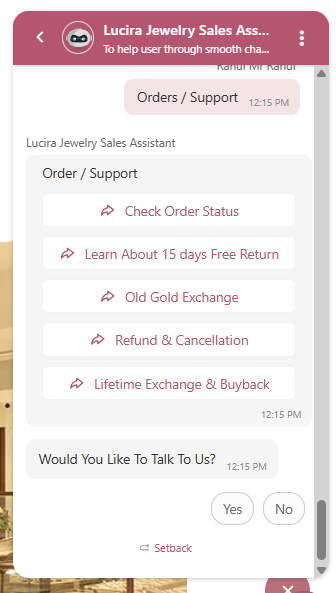 Lucira Jewelry Sales Ass...
To help user through smooth cha...
Rahul Mr Rahul
Orders / Support
12:15 PM
Lucira Jewelry Sales Assistant
Order / Support
Check Order Status
Learn About 15 days Free Return
Old Gold Exchange
Refund & Cancellation
Lifetime Exchange & Buyback
12:15 PM
Would You Like To Talk To Us?
12:15 PM
Yes No
Setback